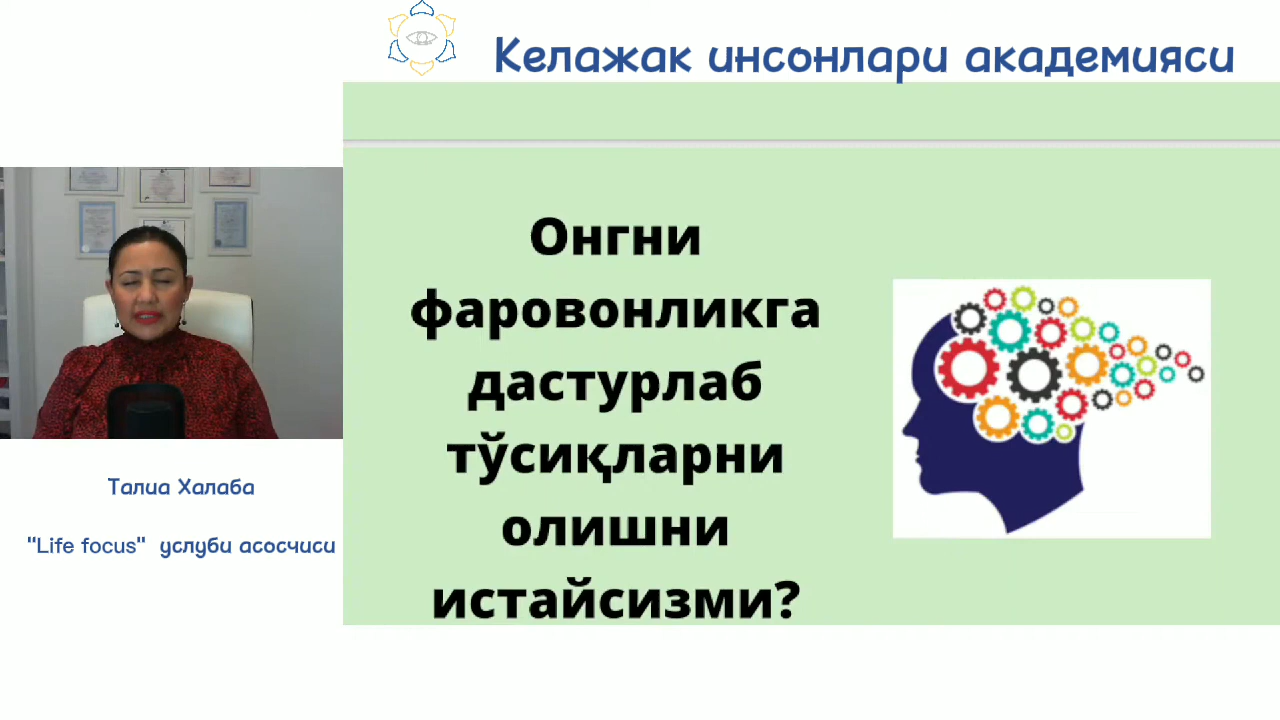 Келажак инсонлари академияси
Онгни
фаровонликга
дастурлаб
тўсиқларни
олишни
истайсизми?
Талиа Халаба
"Life focus" услуби асосчиси